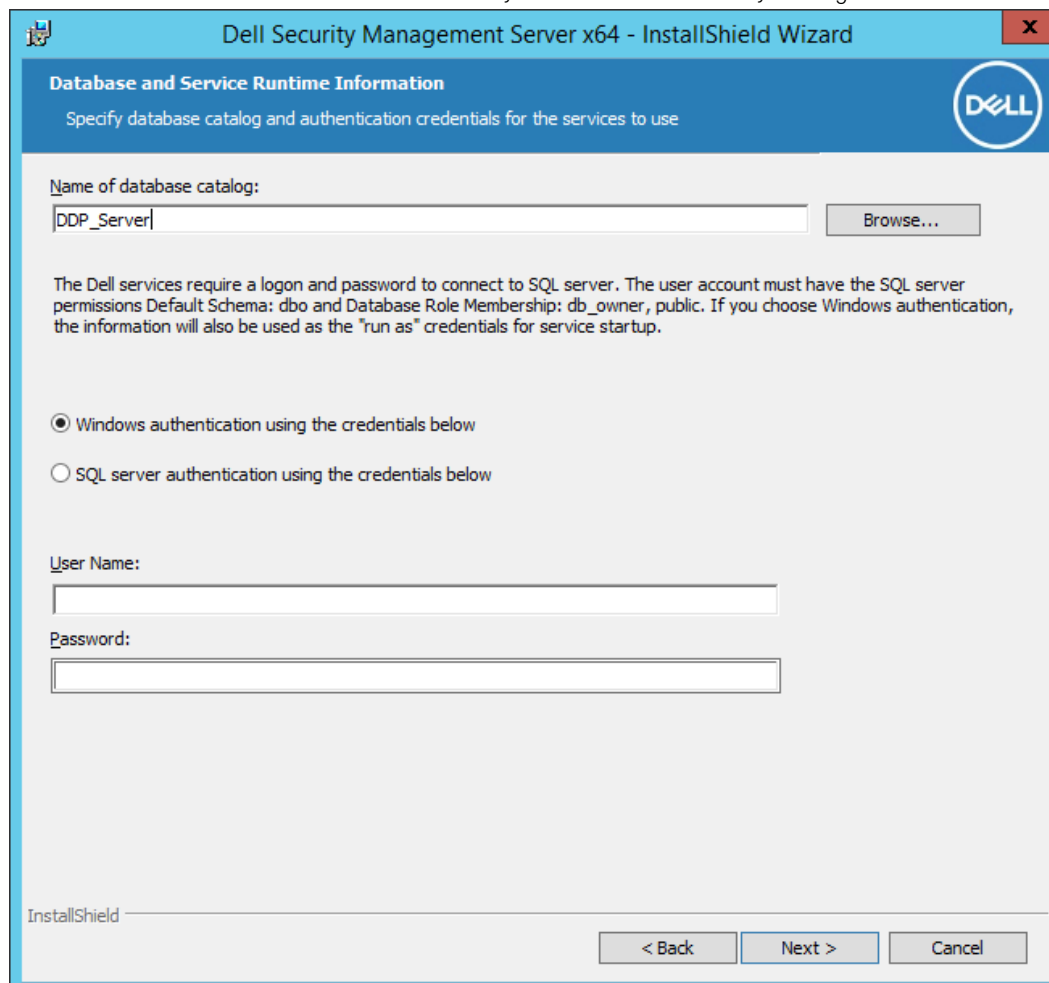 Dell Security Management Server x64 - InstallShield Wizard
x
Database and Service Runtime Information
Specify database catalog and authentication credentials for the services to use
DELL
Name of database catalog:
DDP_Server
Browse...
The Dell services require a logon and password to connect to SQL server. The user account must have the SQL server
permissions Default Schema: dbo and Database Role Membership: db_owner, public. If you choose Windows authentication,
the information will also be used as the "run as" credentials for service startup.
Windows authentication using the credentials below
SQL server authentication using the credentials below
User Name:
Password:
InstallShield
< Back
Next >
Cancel